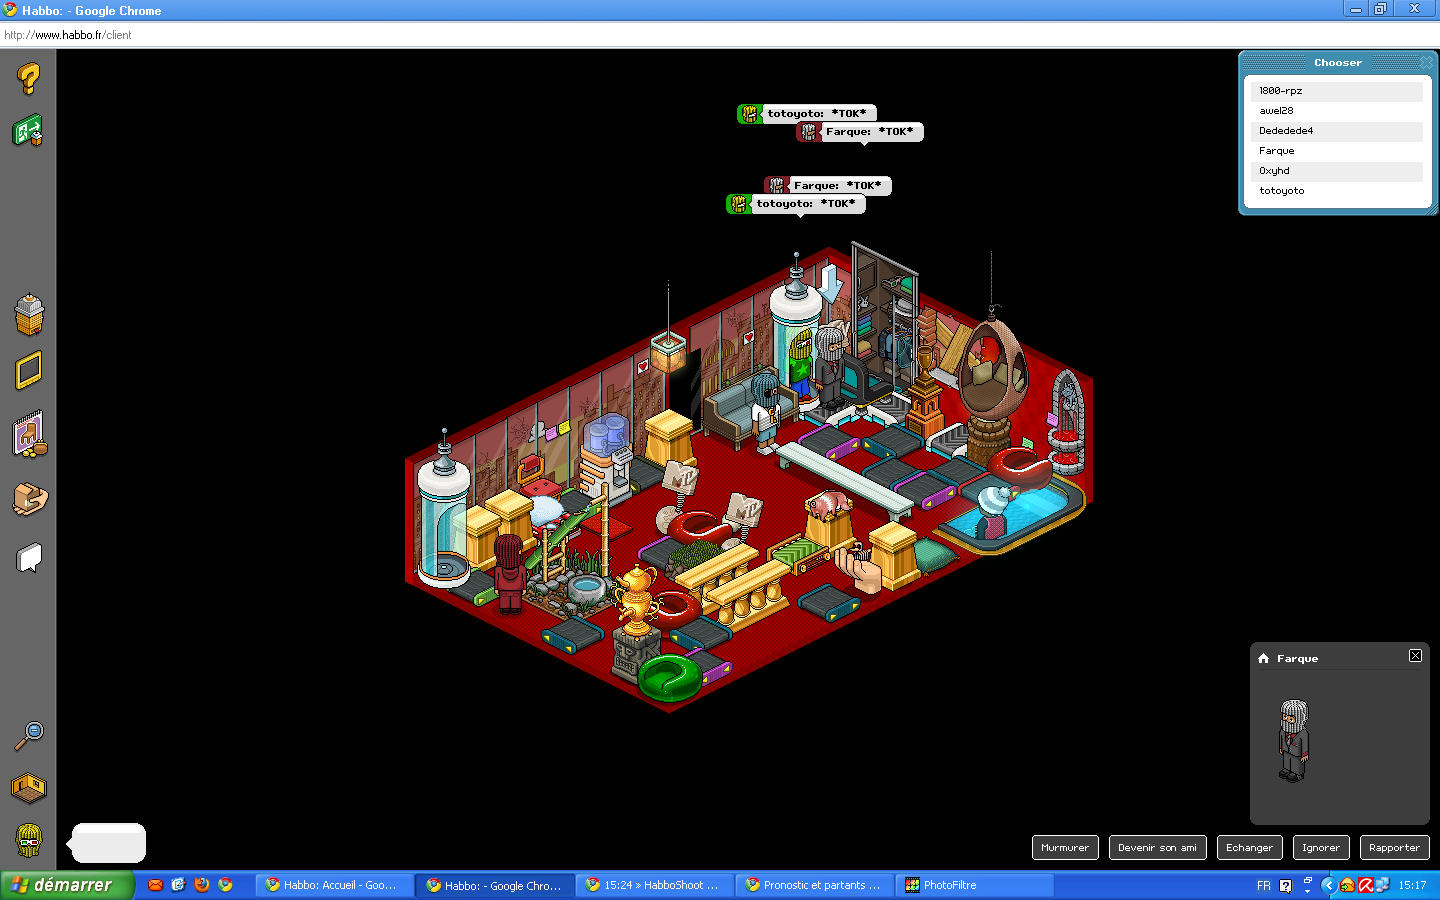 Habbo: - Google Chrome
http://www.habbo.fr/client
Chooser
1800-rpz
awel28
Dededede4
Farque
Oxyhd
totoyoto
totoyoto: *TOK*
Farque: *TOK*
Farque: *TOK*
totoyoto: *TOK*
Farque
Murmurer
Devenir son ami
Echanger
Ignorer
Rapporter
démarrer
Habbo: Accueil - Goo...
Habbo: - Google Chro...
15:24 » HabboShoot ...
Pronostic et partants ...
PhotoFiltre
FR
15:17